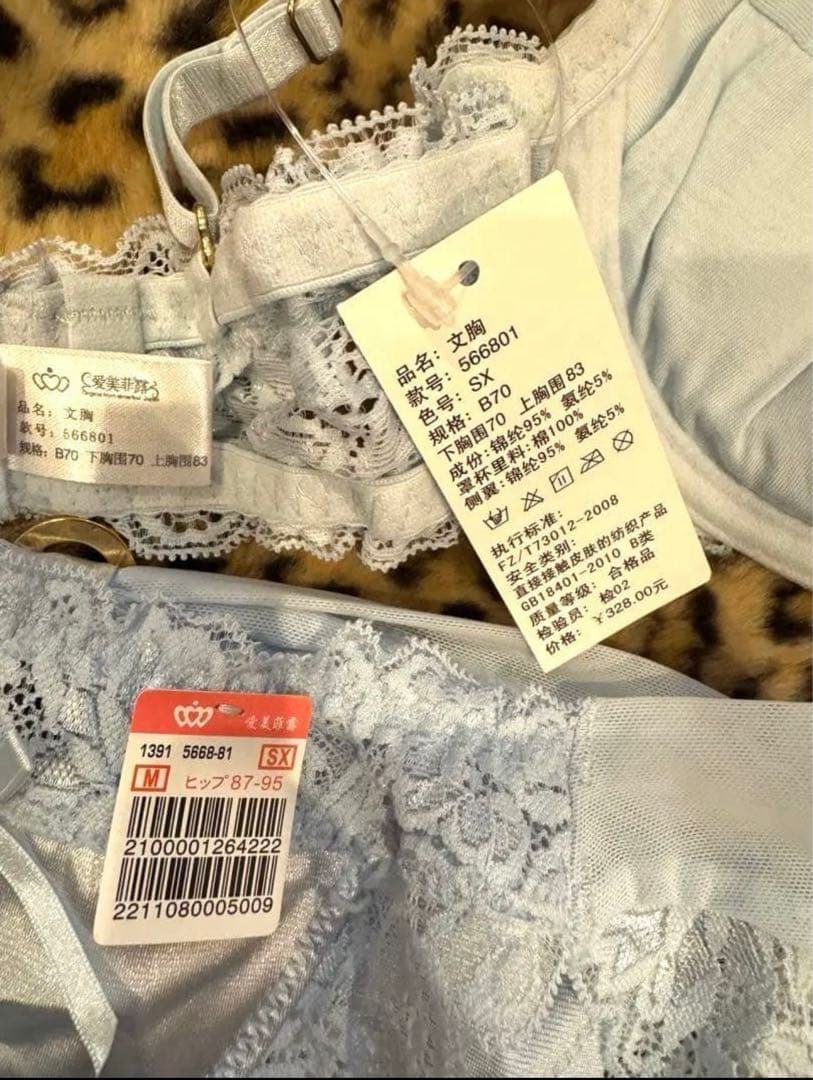 品名：文胸
款号：566801
色号：SX
规格：B70
下胸围70 上胸围83
成份：锦纶95% 氨纶5%
罩杯里料：棉100%
侧翼：锦纶95% 氨纶5%
执行标准：
FZ/T73012-2008
安全类别：
直接接触皮肤的纺织产品
GB18401-2010 B类
质量等级：合格品
检验员：检02
价格：￥328.00元
爱美菲露
品名：文胸
款号：566801
规格：B70 下胸围70 上胸围83
爱美菲露
1391 5668-81 SX
M ヒップ87-95
2100001264222
2211080005009